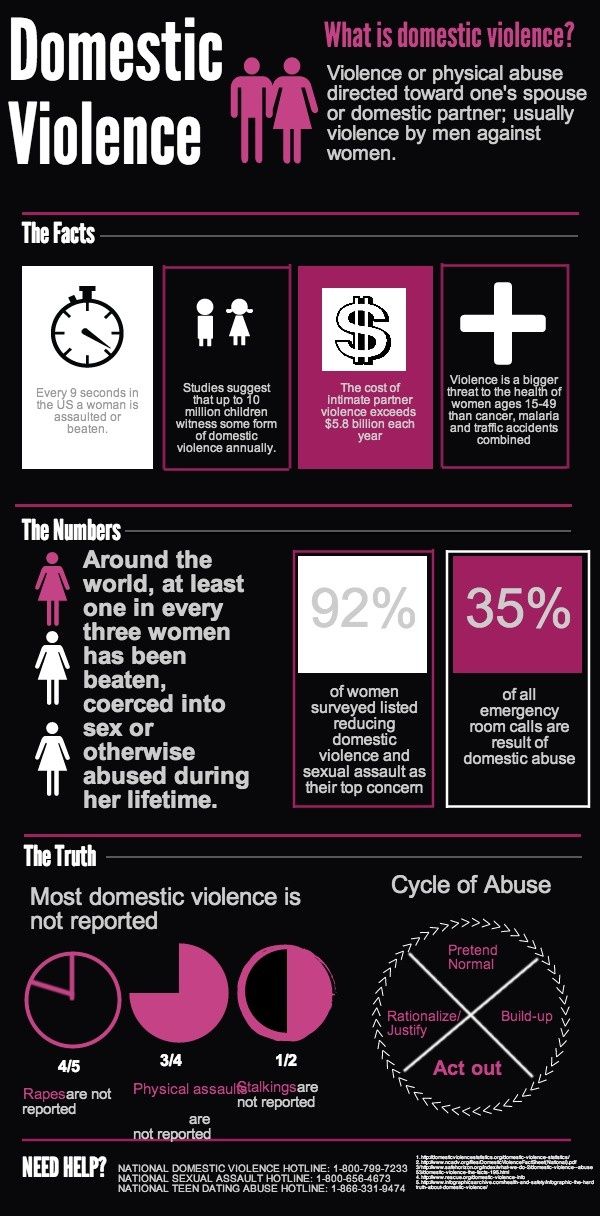 Domestic
Violence
What is domestic violence?
Violence or physical abuse
directed toward one's spouse
or domestic partner; usually
violence by men against
women.
The Facts
Every 9 seconds in
the US a woman is
assaulted or
beaten.
Studies suggest
that up to 10
million children
witness some form
of domestic
violence annually.
$
The cost of
intimate partner
violence exceeds
$5.8 billion each
year
Violence is a bigger
threat to the health of
women ages 15-49
than cancer, malaria
and traffic accidents
combined
The Numbers
Around the
world, at least
one in every
three women
has been
beaten,
coerced into
sex or
otherwise
abused during
her lifetime.
92%
of women
surveyed listed
reducing
domestic
violence and
sexual assault as
their top concern
35%
of all
emergency
room calls are
result of
domestic abuse
The Truth
Most domestic violence is
not reported
4/5
Rapes are not
reported
3/4
Physical assaults
are
not reported
1/2
Stalkings are
not reported
Cycle of Abuse
Pretend
Normal
Rationalize/
Justify
Build-up
Act out
NEED HELP?
NATIONAL DOMESTIC VIOLENCE HOTLINE: 1-800-799-7233
NATIONAL SEXUAL ASSAULT HOTLINE: 1-800-656-4673
NATIONAL TEEN DATING ABUSE HOTLINE: 1-866-331-9474